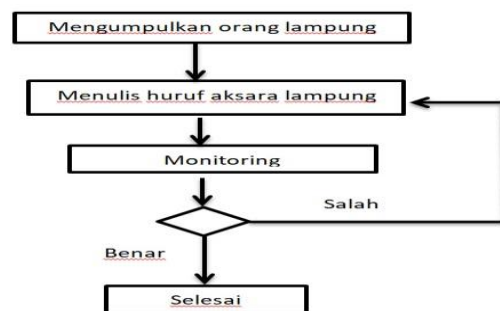 Mengumpulkan orang lampung
Menulis huruf aksara lampung
Monitoring
Salah
Benar
Selesai